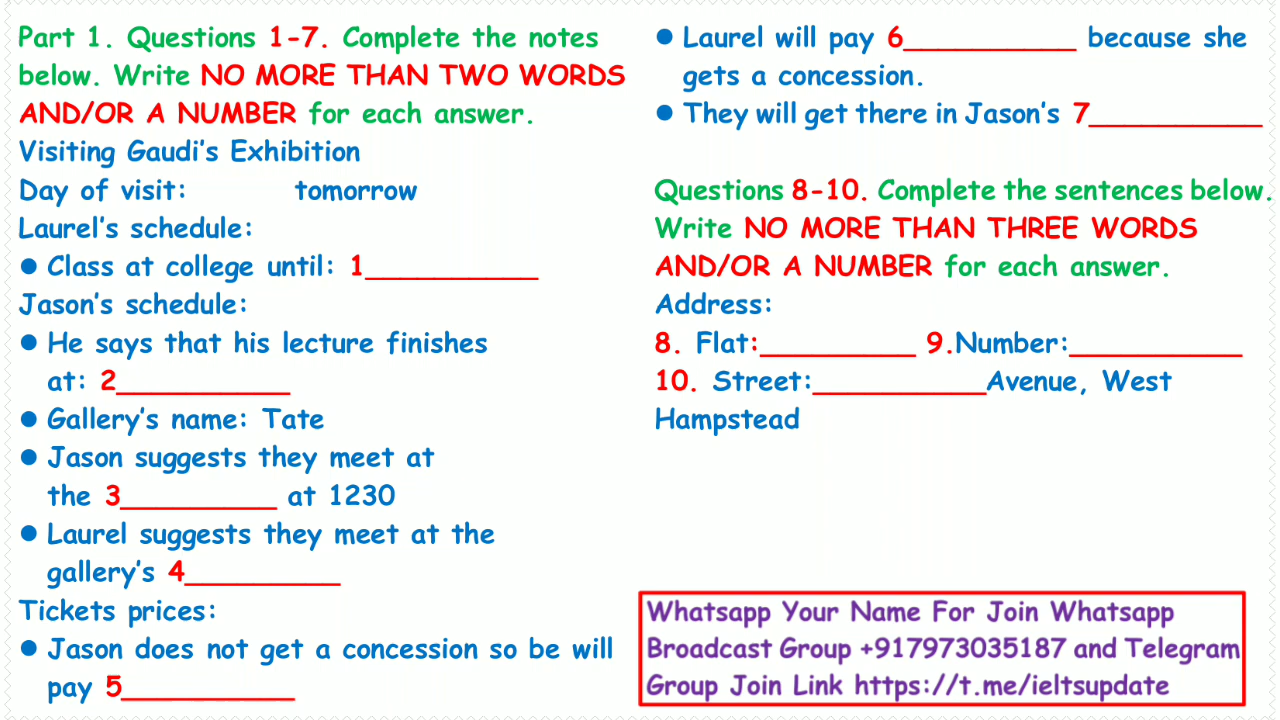 Part 1. Questions 1-7. Complete the notes
below. Write NO MORE THAN TWO WORDS
AND/OR A NUMBER for each answer.
Visiting Gaudi's Exhibition
Day of visit: tomorrow
Laurel's schedule:
● Class at college until: 1__________
Jason's schedule:
● He says that his lecture finishes
at: 2__________
● Gallery's name: Tate
● Jason suggests they meet at
the 3_________ at 1230
● Laurel suggests they meet at the
gallery's 4_________
Tickets prices:
● Jason does not get a concession so be will
pay 5__________
● Laurel will pay 6__________ because she
gets a concession.
● They will get there in Jason's 7__________
Questions 8-10. Complete the sentences below.
Write NO MORE THAN THREE WORDS
AND/OR A NUMBER for each answer.
Address:
8. Flat:_________ 9.Number:__________
10. Street:__________Avenue, West
Hampstead
Whatsapp Your Name For Join Whatsapp
Broadcast Group +917973035187 and Telegram
Group Join Link https://t.me/ieltsupdate